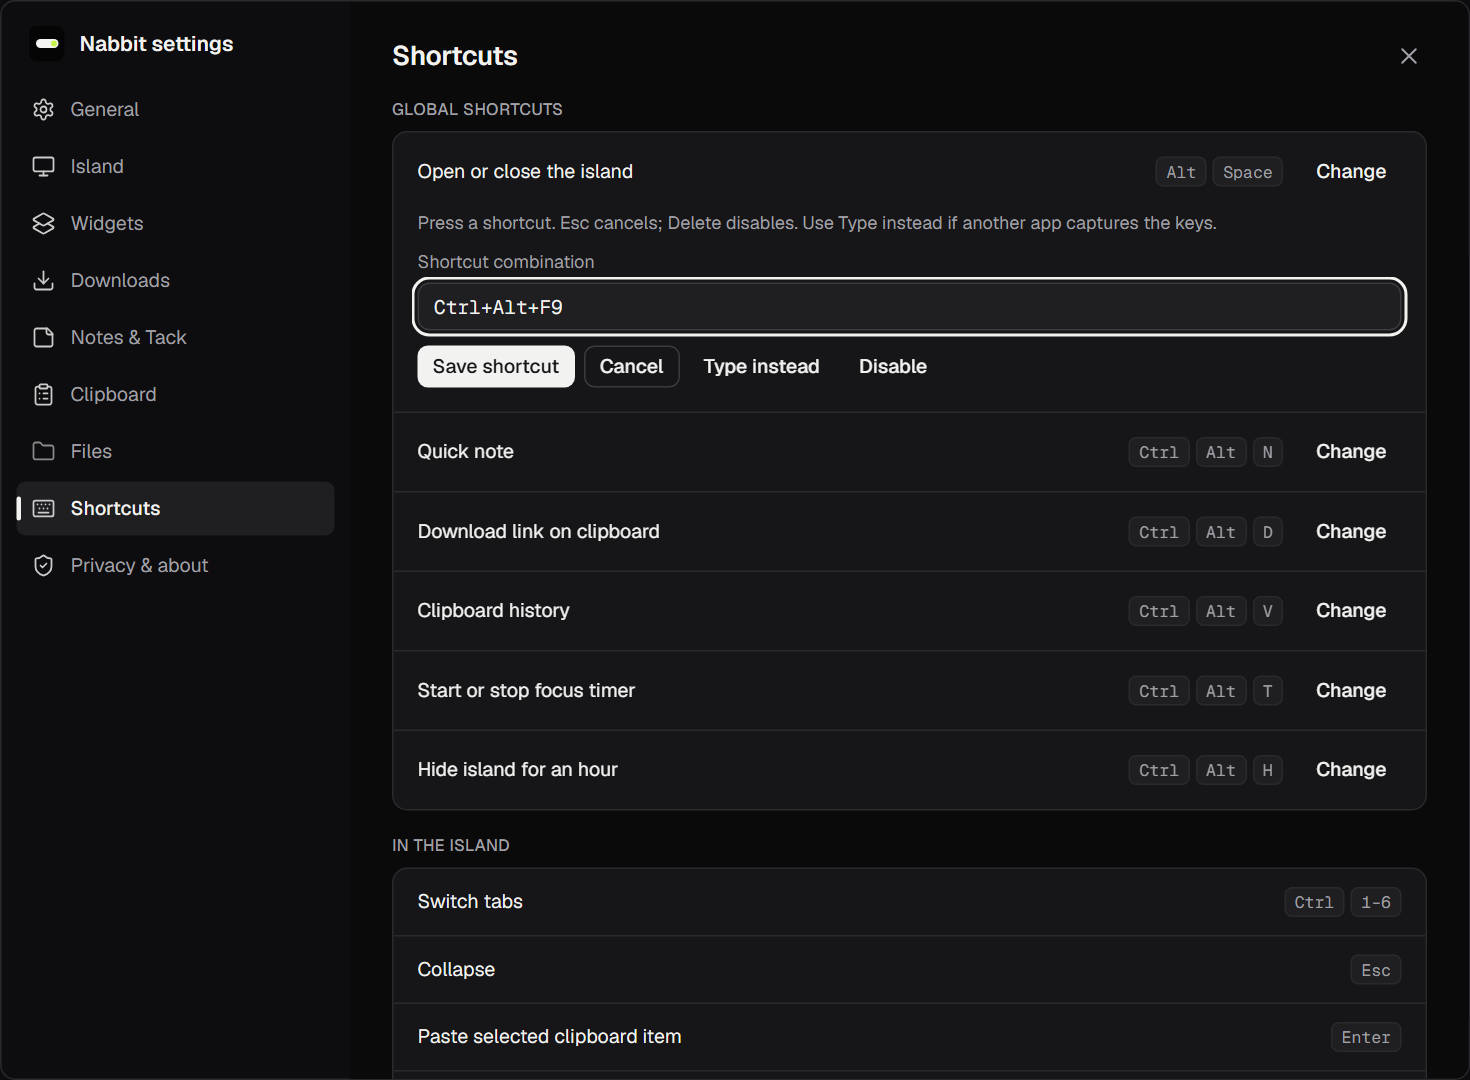 Nabbit settings
General
Island
Widgets
Downloads
Notes & Tack
Clipboard
Files
Shortcuts
Privacy & about
Shortcuts
GLOBAL SHORTCUTS
Open or close the island Alt Space Change
Press a shortcut. Esc cancels; Delete disables. Use Type instead if another app captures the keys.
Shortcut combination
Ctrl+Alt+F9
Save shortcut Cancel Type instead Disable
Quick note Ctrl Alt N Change
Download link on clipboard Ctrl Alt D Change
Clipboard history Ctrl Alt V Change
Start or stop focus timer Ctrl Alt T Change
Hide island for an hour Ctrl Alt H Change
IN THE ISLAND
Switch tabs Ctrl 1-6
Collapse Esc
Paste selected clipboard item Enter